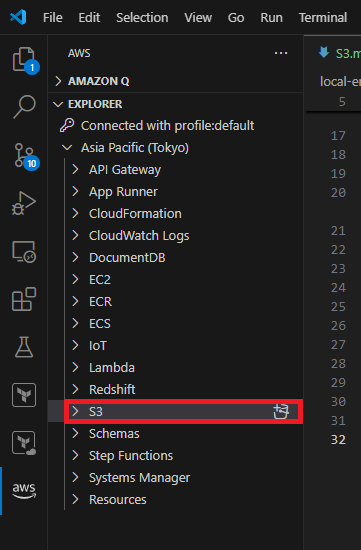 File Edit Selection View Go Run Terminal
AWS
S3.m
AMAZON Q
local-en
EXPLORER
5
Connected with profile:default
17
Asia Pacific (Tokyo)
18
API Gateway
19
App Runner
20
CloudFormation
CloudWatch Logs
21
DocumentDB
22
EC2
23
ECR
24
ECS
25
IoT
26
Lambda
27
Redshift
28
29
S3
30
Schemas
31
Step Functions
32
Systems Manager
Resources
1
10
aws